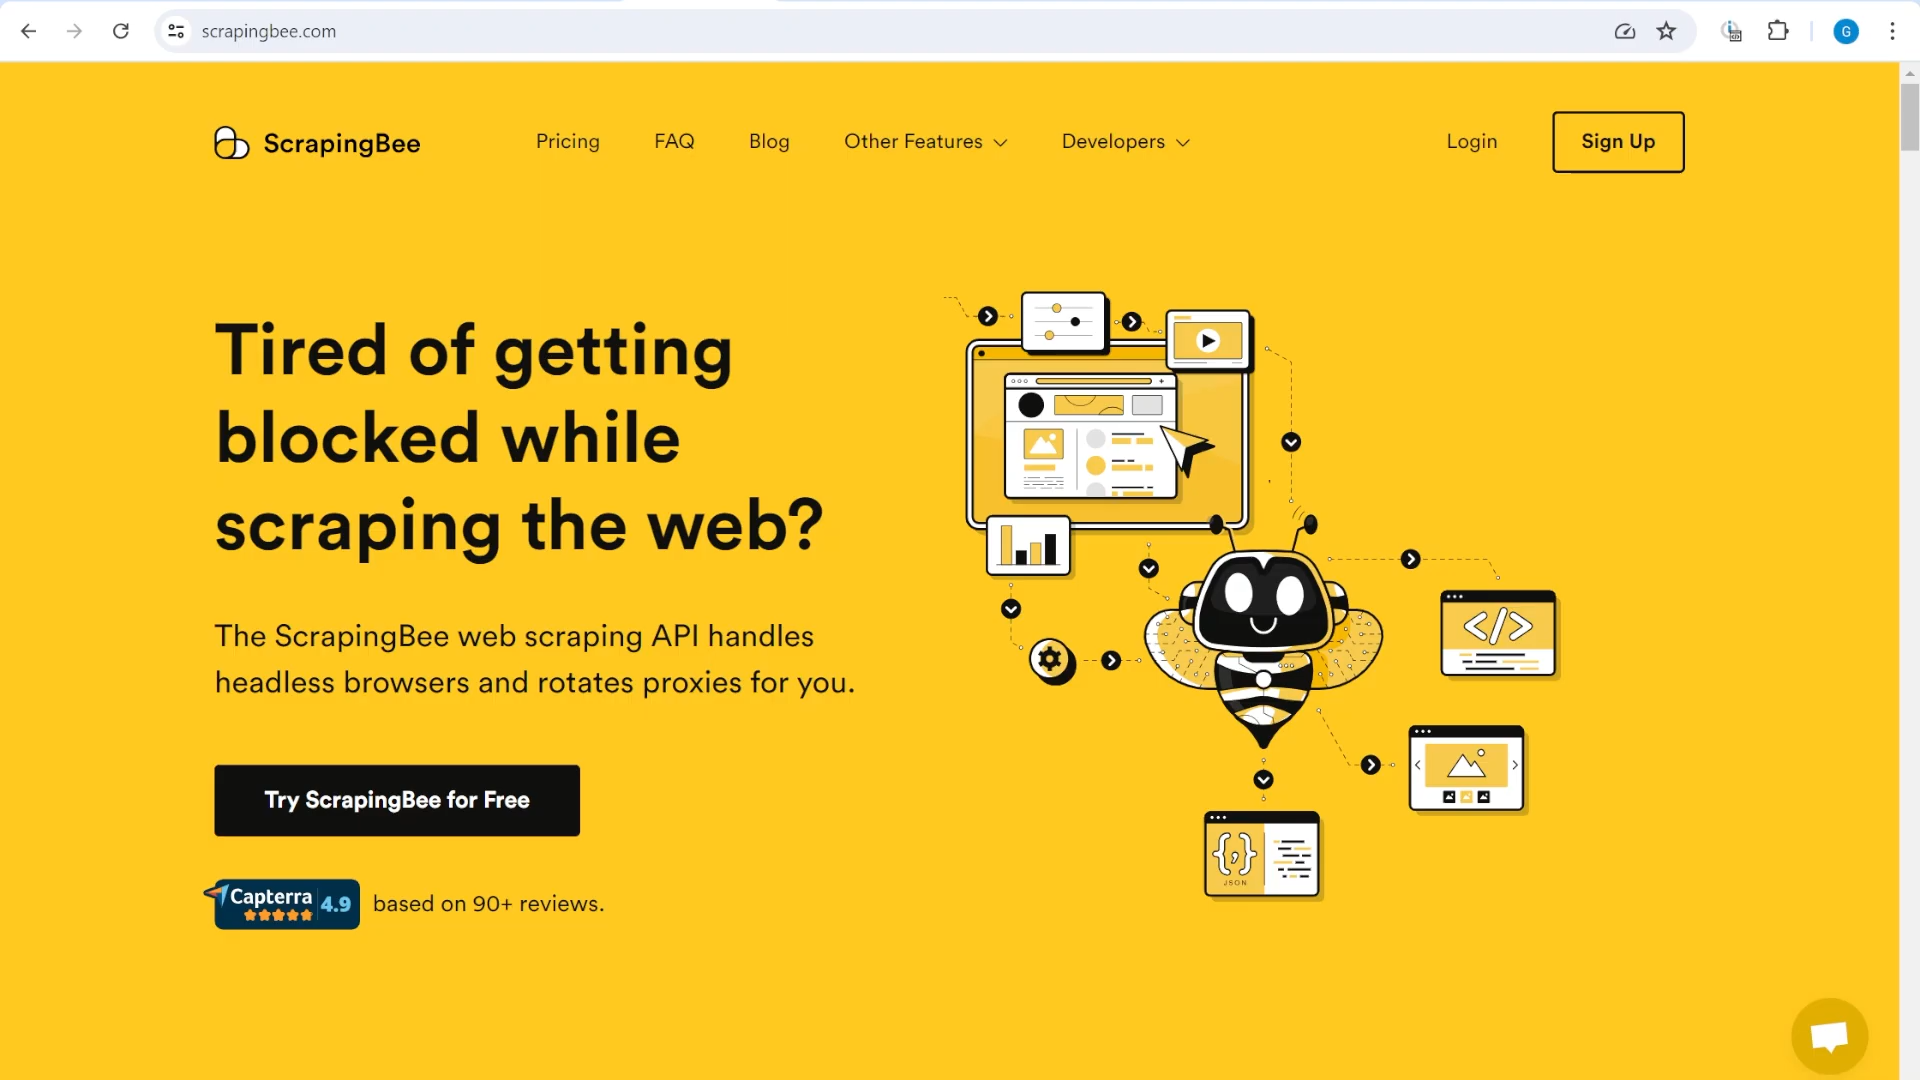 scrapingbee.com
G
ScrapingBee
Pricing
FAQ
Blog
Other Features
Developers
Login
Sign Up
Tired of getting
blocked while
scraping the web?
The ScrapingBee web scraping API handles
headless browsers and rotates proxies for you.
Try ScrapingBee for Free
Capterra 4.9
based on 90+ reviews.
</>
{,}
JSON